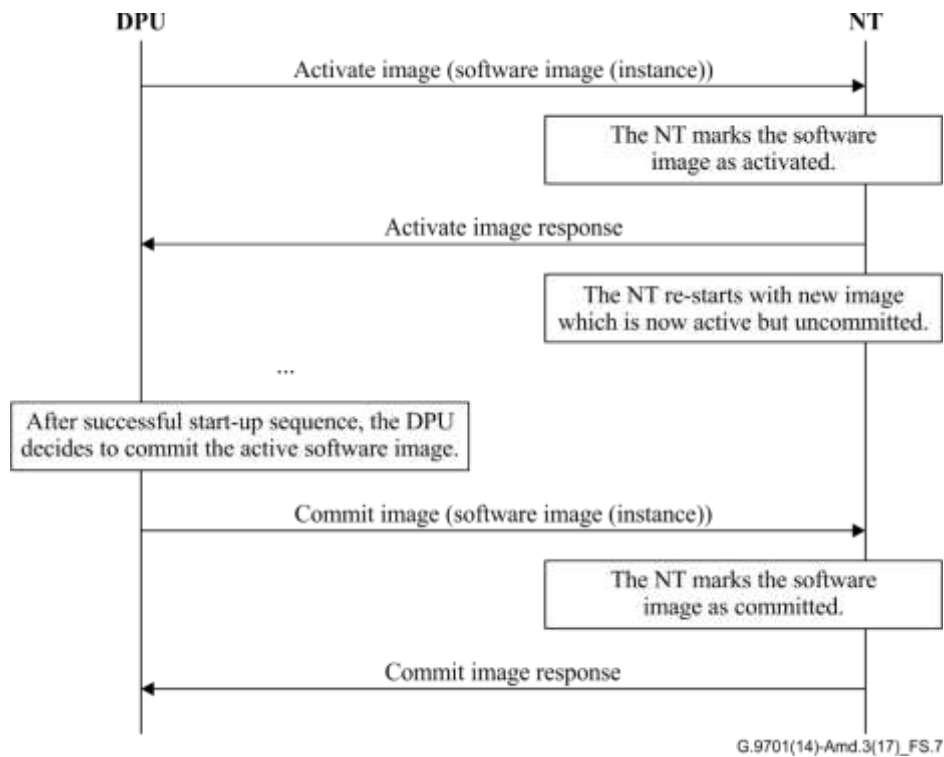 DPU NT
Activate image (software image (instance))
The NT marks the software
image as activated.
Activate image response
The NT re-starts with new image
which is now active but uncommitted.
...
After successful start-up sequence, the DPU
decides to commit the active software image.
Commit image (software image (instance))
The NT marks the software
image as committed.
Commit image response
G.9701(14)-Amd.3(17)_FS.7